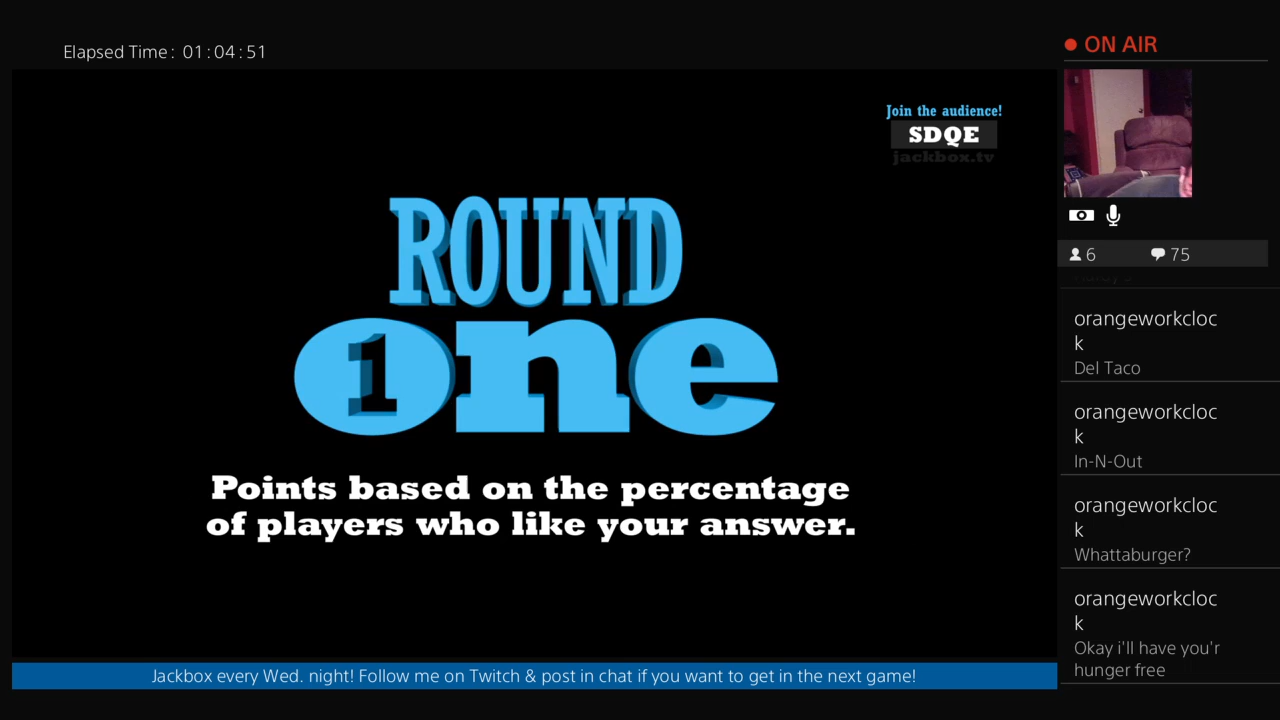 Elapsed Time: 01:04:51
ON AIR
Join the audience!
SDQE
jackbox.tv
ROUND
1
One
Points based on the percentage
of players who like your answer.
6 75
orangeworkcloc
k
Del Taco
orangeworkcloc
k
In-N-Out
orangeworkcloc
k
Whattaburger?
orangeworkcloc
k
Okay i'll have you'r
hunger free
Jackbox every Wed. night! Follow me on Twitch & post in chat if you want to get in the next game!